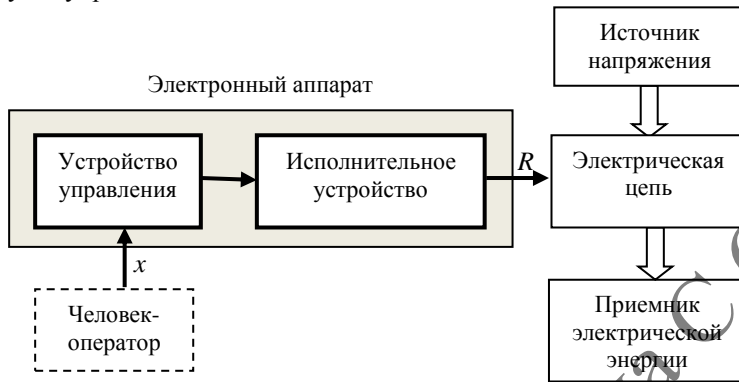 Источник
напряжения
Электронный аппарат
Устройство
управления
Исполнительное
устройство
R
Электрическая
цепь
x
Человек-
оператор
Приемник
электрической
энергии